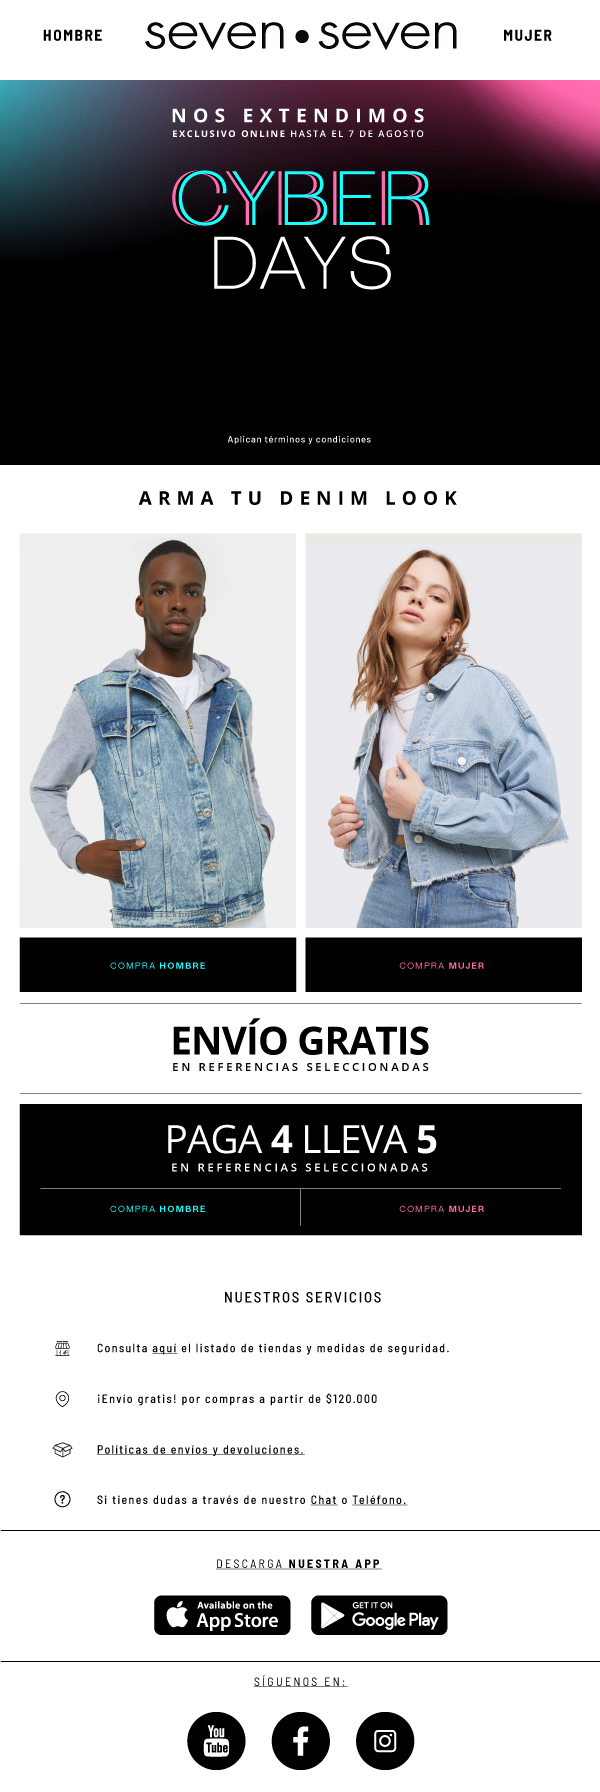 HOMBRE
seven • seven
MUJER
NOS EXTENDIMOS
EXCLUSIVO ONLINE HASTA EL 7 DE AGOSTO
CYBER
DAYS
Aplican términos y condiciones
ARMA TU DENIM LOOK
COMPRA HOMBRE
COMPRA MUJER
ENVÍO GRATIS
EN REFERENCIAS SELECCIONADAS
PAGA 4 LLEVA 5
EN REFERENCIAS SELECCIONADAS
COMPRA HOMBRE
COMPRA MUJER
NUESTROS SERVICIOS
Consulta aquí el listado de tiendas y medidas de seguridad.
¡Envío gratis! por compras a partir de $120.000
Políticas de envíos y devoluciones.
Si tienes dudas a través de nuestro Chat o Teléfono.
DESCARGA NUESTRA APP
Available on the
App Store
GET IT ON
Google Play
SÍGUENOS EN:
You
Tube